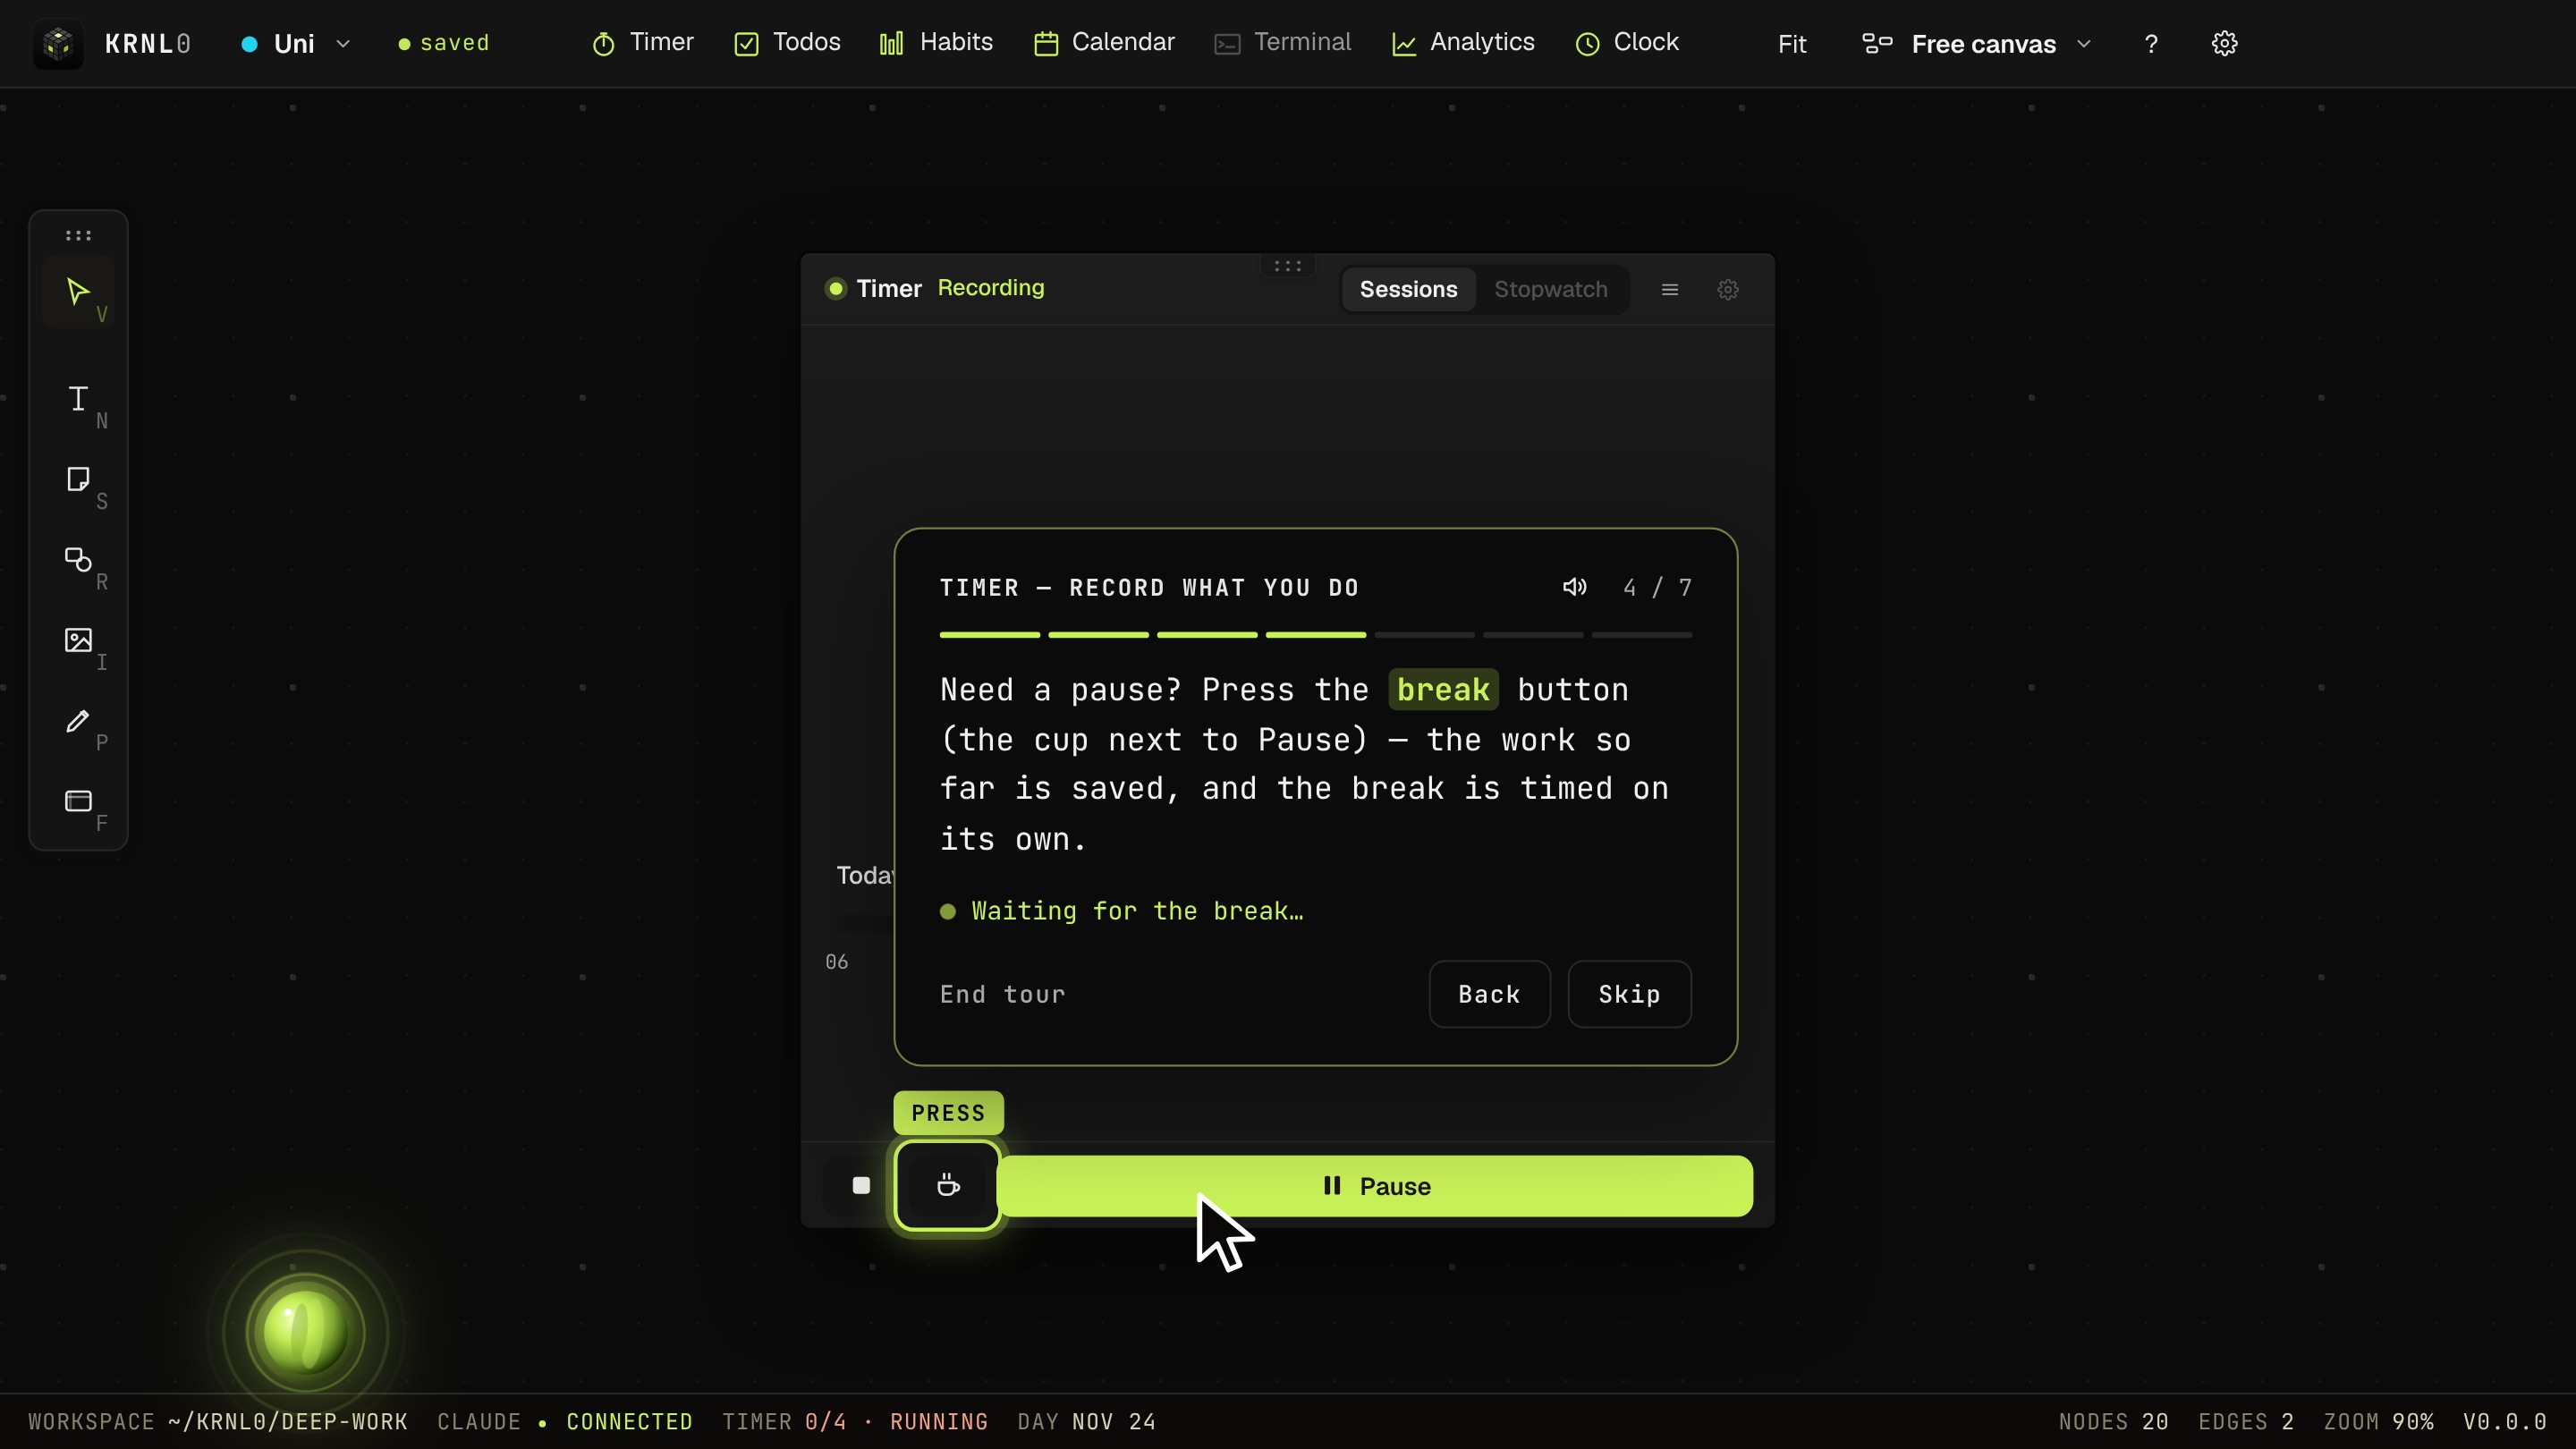 KRNL0
Uni
saved
Timer
Todos
Habits
Calendar
Terminal
Analytics
Clock
Fit
Free canvas
?
V
N
S
R
I
P
F
Timer Recording
Sessions
Stopwatch
TIMER — RECORD WHAT YOU DO
4 / 7
Need a pause? Press the break button
(the cup next to Pause) — the work so
far is saved, and the break is timed on
its own.
Today
Waiting for the break…
06
End tour
Back
Skip
PRESS
Pause
WORKSPACE ~/KRNL0/DEEP-WORK CLAUDE • CONNECTED TIMER 0/4 · RUNNING DAY NOV 24
NODES 20 EDGES 2 ZOOM 90% V0.0.0